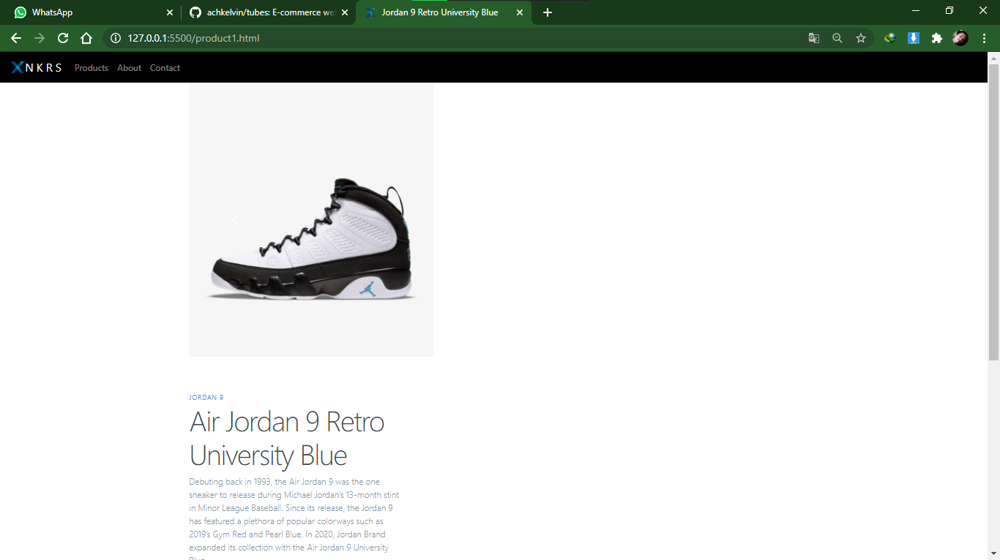 WhatsApp
achkelvin/tubes: E-commerce we
Jordan 9 Retro University Blue
127.0.0.1:5500/product1.html
XNKRS Products About Contact
JORDAN 9
Air Jordan 9 Retro
University Blue
Debuting back in 1993, the Air Jordan 9 was the one
sneaker to release during Michael Jordan's 13-month stint
in Minor League Baseball. Since its release, the Jordan 9
has featured a plethora of popular colorways such as
2019's Gym Red and Pearl Blue. In 2020, Jordan Brand
expanded its collection with the Air Jordan 9 University